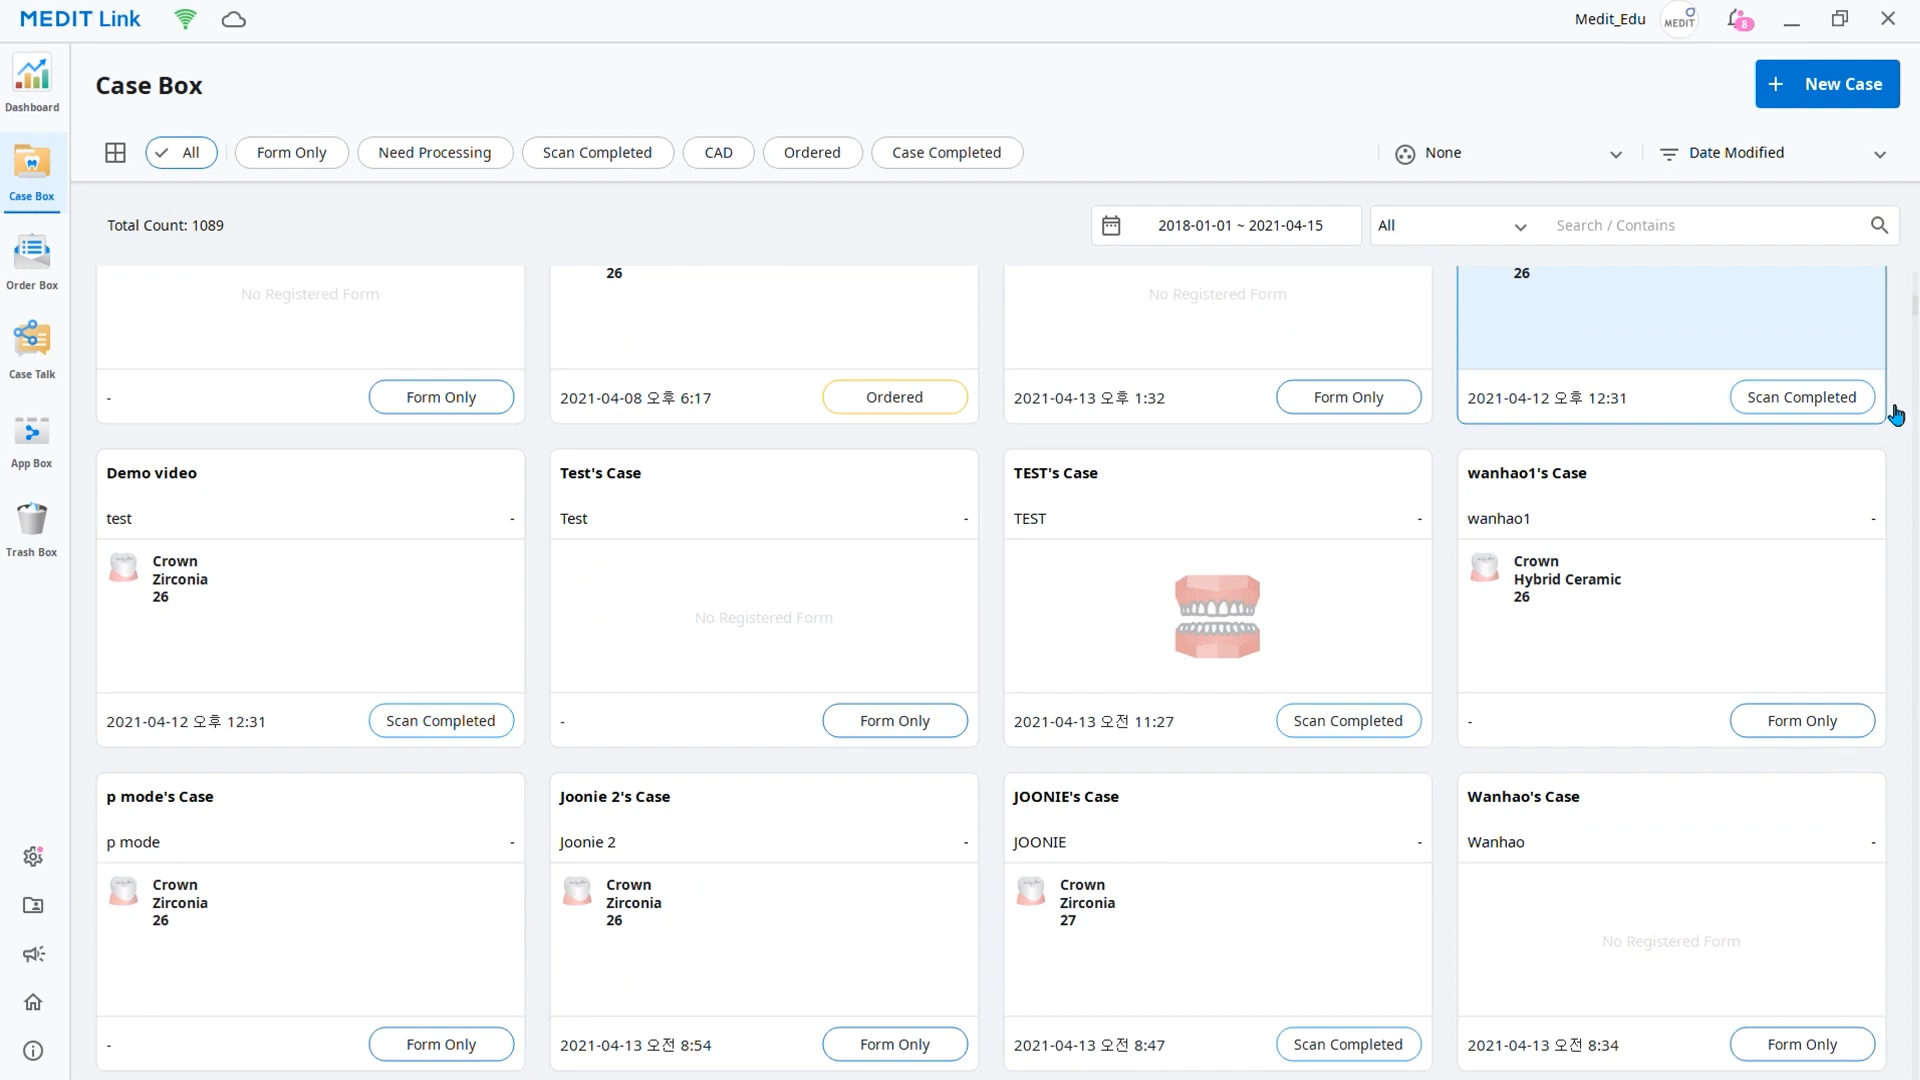 MEDIT Link
Medit_Edu
MEDIT
8
Dashboard
Case Box
Order Box
Case Talk
App Box
Trash Box
Case Box
+ New Case
All
Form Only
Need Processing
Scan Completed
CAD
Ordered
Case Completed
None
Date Modified
Total Count: 1089
2018-01-01 ~ 2021-04-15
All
Search / Contains
No Registered Form
-
Form Only
26
2021-04-08 오후 6:17
Ordered
No Registered Form
2021-04-13 오후 1:32
Form Only
26
2021-04-12 오후 12:31
Scan Completed
Demo video
test -
Crown
Zirconia
26
2021-04-12 오후 12:31
Scan Completed
Test's Case
Test -
No Registered Form
-
Form Only
TEST's Case
TEST -
2021-04-13 오전 11:27
Scan Completed
wanhao1's Case
wanhao1 -
Crown
Hybrid Ceramic
26
-
Form Only
p mode's Case
p mode -
Crown
Zirconia
26
-
Form Only
Joonie 2's Case
Joonie 2 -
Crown
Zirconia
26
2021-04-13 오전 8:54
Form Only
JOONIE's Case
JOONIE -
Crown
Zirconia
27
2021-04-13 오전 8:47
Scan Completed
Wanhao's Case
Wanhao -
No Registered Form
2021-04-13 오전 8:34
Form Only